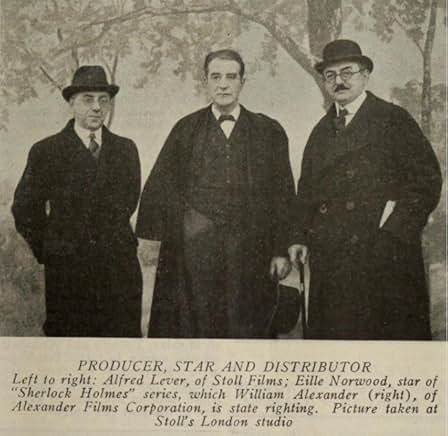 PRODUCER, STAR AND DISTRIBUTOR
Left to right: Alfred Lever, of Stoll Films; Eille Norwood, star of
"Sherlock Holmes" series, which William Alexander (right), of
Alexander Films Corporation, is state righting. Picture taken at
Stoll's London studio